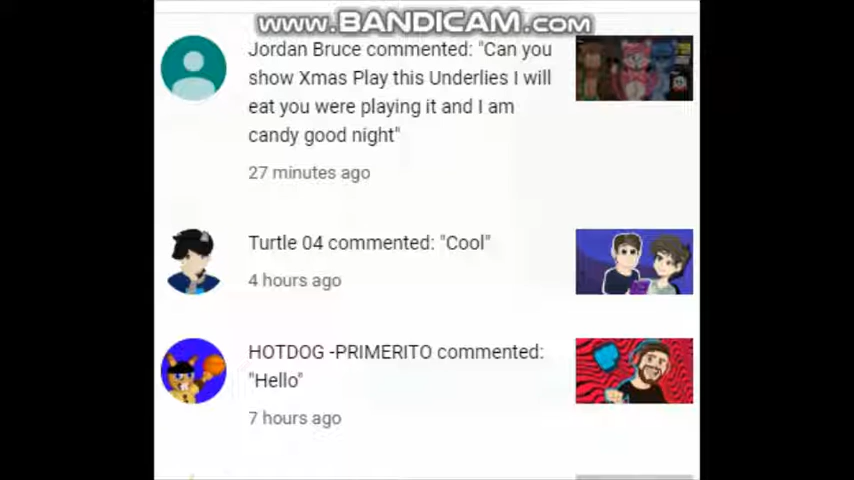 www.BANDICAM.com
Jordan Bruce commented: "Can you
show Xmas Play this Underlies I will
eat you were playing it and I am
candy good night"
27 minutes ago
Turtle 04 commented: "Cool"
4 hours ago
HOTDOG -PRIMERITO commented:
"Hello"
7 hours ago